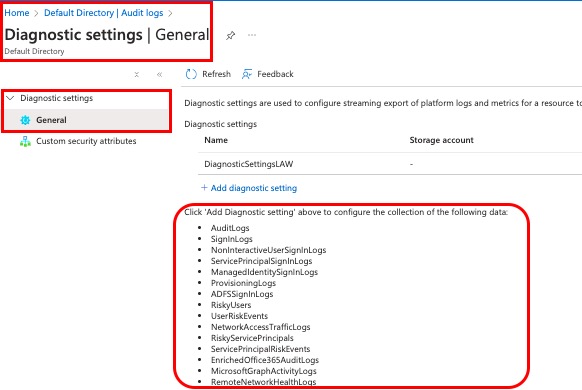 Home > Default Directory | Audit logs >
Diagnostic settings | General
Default Directory
Refresh Feedback
Diagnostic settings
General
Custom security attributes
Diagnostic settings are used to configure streaming export of platform logs and metrics for a resource to
Diagnostic settings
Name Storage account
DiagnosticSettingsLAW -
+ Add diagnostic setting
Click 'Add Diagnostic setting' above to configure the collection of the following data:
• AuditLogs
• SignInLogs
• NonInteractiveUserSignInLogs
• ServicePrincipalSignInLogs
• ManagedIdentitySignInLogs
• ProvisioningLogs
• ADFSSignInLogs
• RiskyUsers
• UserRiskEvents
• NetworkAccessTrafficLogs
• RiskyServicePrincipals
• ServicePrincipalRiskEvents
• EnrichedOffice365AuditLogs
• MicrosoftGraphActivityLogs
• RemoteNetworkHealthLogs